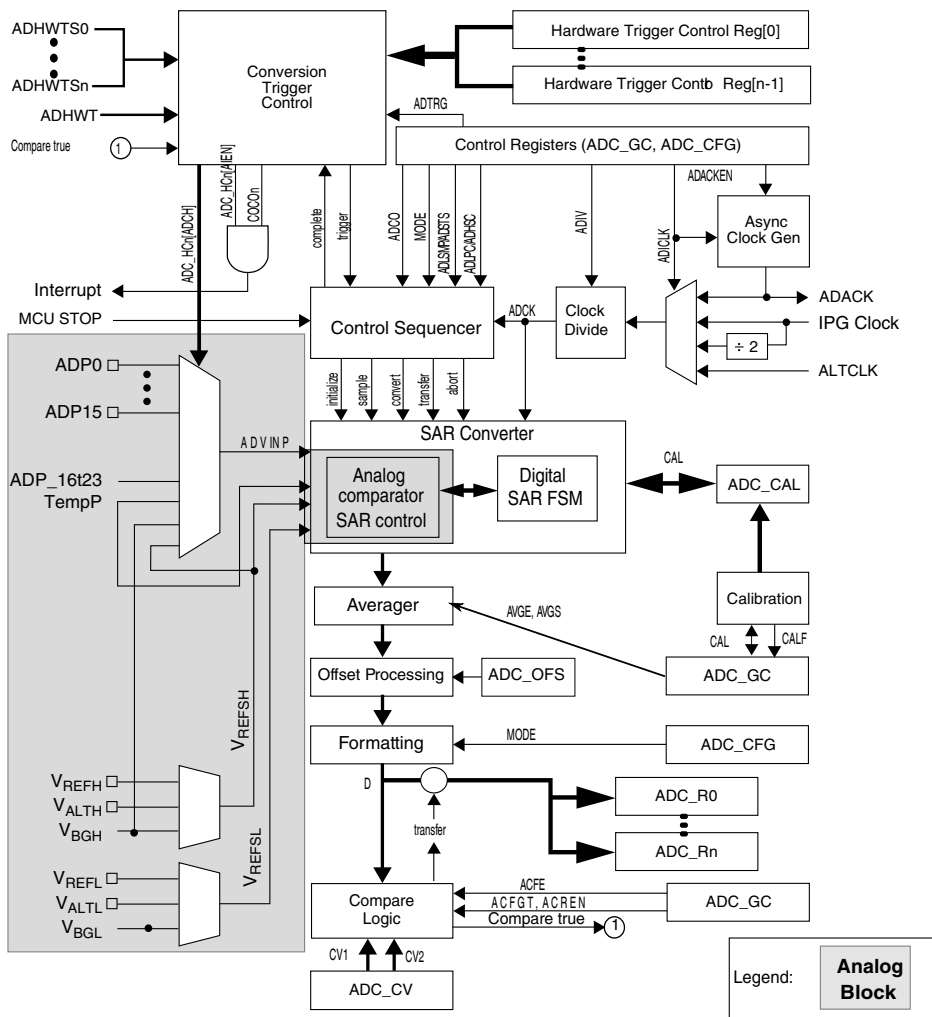 ADHWTS0
ADHWTSn
ADHWT
Compare true
1
Conversion
Trigger
Control
Hardware Trigger Control Reg[0]
Hardware Trigger Contb Reg[n-1]
ADTRG
Control Registers (ADC_GC, ADC_CFG)
ADC_HCn[ADCH]
ADC_HCn[AIEN]
COCOn
complete
trigger
ADCO
MODE
ADLSMP/ADSTS
ADLPC/ADHSC
ADIV
ADICLK
ADACKEN
Async
Clock Gen
Interrupt
MCU STOP
Control Sequencer
ADCK
Clock
Divide
ADACK
IPG Clock
÷ 2
ALTCLK
ADP0
ADP15
ADP_16t23
TempP
initialize
sample
convert
transfer
abort
SAR Converter
ADVINP
Analog
comparator
SAR control
Digital
SAR FSM
CAL
ADC_CAL
Averager
AVGE, AVGS
Calibration
CAL
CALF
ADC_GC
Offset Processing
ADC_OFS
Formatting
MODE
ADC_CFG
VREFSH
VREFH
VALTH
VBGH
VREFSL
VREFL
VALTL
VBGL
D
transfer
ADC_R0
ADC_Rn
Compare
Logic
ACFE
ACFGT, ACREN
Compare true
1
ADC_GC
CV1
CV2
ADC_CV
Legend:
Analog
Block